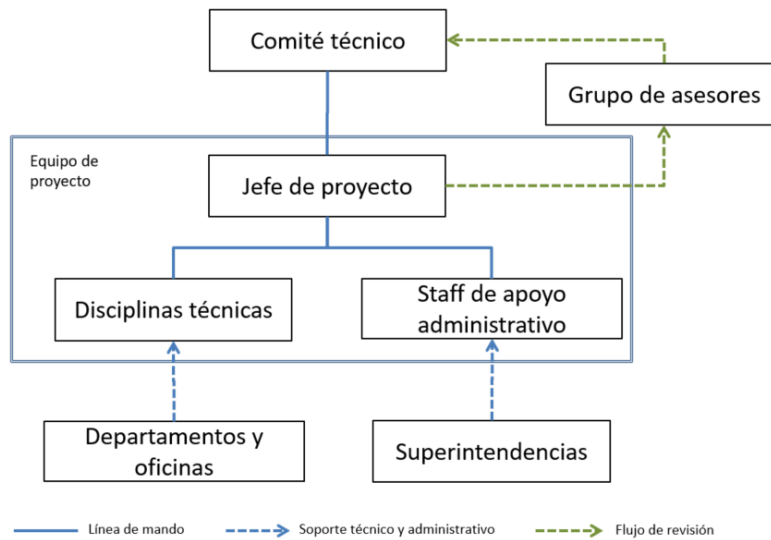 Comité técnico
Grupo de asesores
Equipo de
proyecto
Jefe de proyecto
Disciplinas técnicas
Staff de apoyo
administrativo
Departamentos y
oficinas
Superintendencias
Línea de mando
Soporte técnico y administrativo
Flujo de revisión